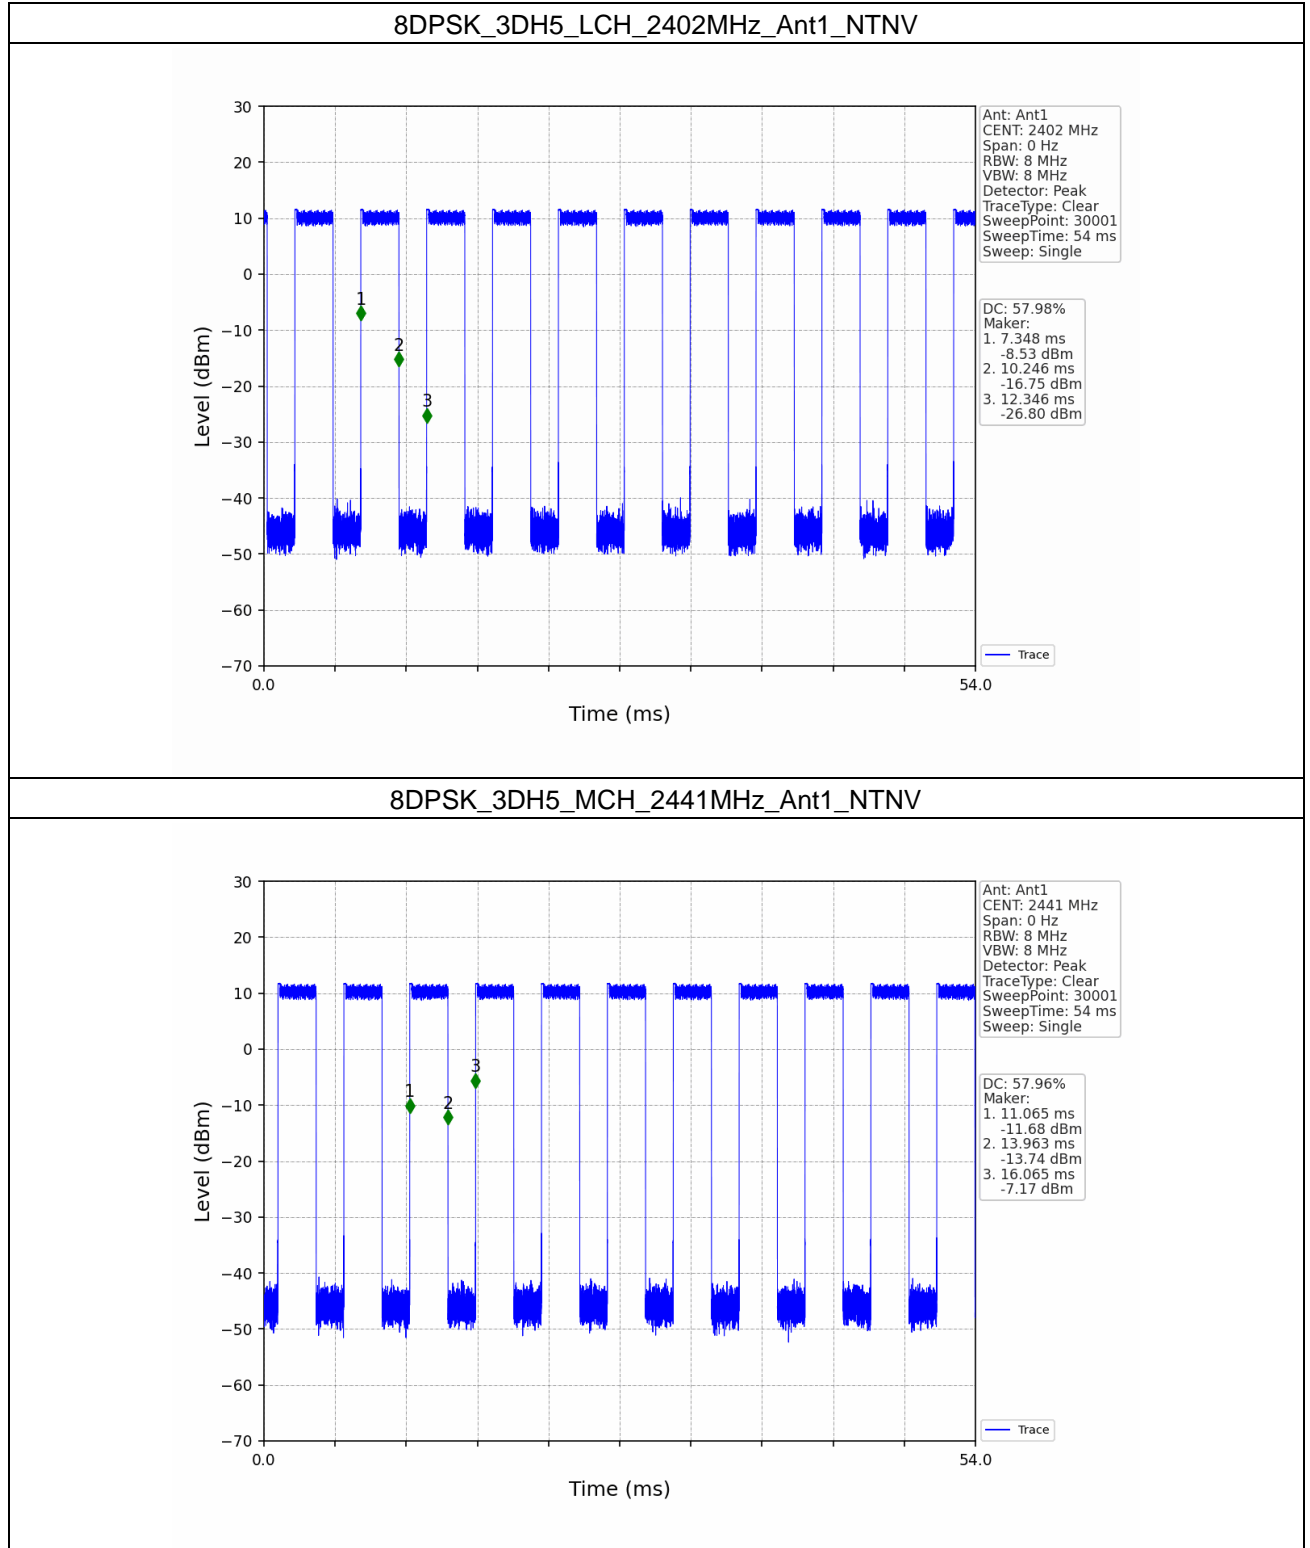 8DPSK_3DH5_LCH_2402MHz_Ant1_NTNV
30
20
10
0
−10
−20
−30
−40
−50
−60
−70
Level (dBm)
1
2
3
0.0
54.0
Time (ms)
Ant: Ant1
CENT: 2402 MHz
Span: 0 Hz
RBW: 8 MHz
VBW: 8 MHz
Detector: Peak
TraceType: Clear
SweepPoint: 30001
SweepTime: 54 ms
Sweep: Single
DC: 57.98%
Maker:
1. 7.348 ms
-8.53 dBm
2. 10.246 ms
-16.75 dBm
3. 12.346 ms
-26.80 dBm
Trace
8DPSK_3DH5_MCH_2441MHz_Ant1_NTNV
30
20
10
0
−10
−20
−30
−40
−50
−60
−70
Level (dBm)
1
2
3
0.0
54.0
Time (ms)
Ant: Ant1
CENT: 2441 MHz
Span: 0 Hz
RBW: 8 MHz
VBW: 8 MHz
Detector: Peak
TraceType: Clear
SweepPoint: 30001
SweepTime: 54 ms
Sweep: Single
DC: 57.96%
Maker:
1. 11.065 ms
-11.68 dBm
2. 13.963 ms
-13.74 dBm
3. 16.065 ms
-7.17 dBm
Trace